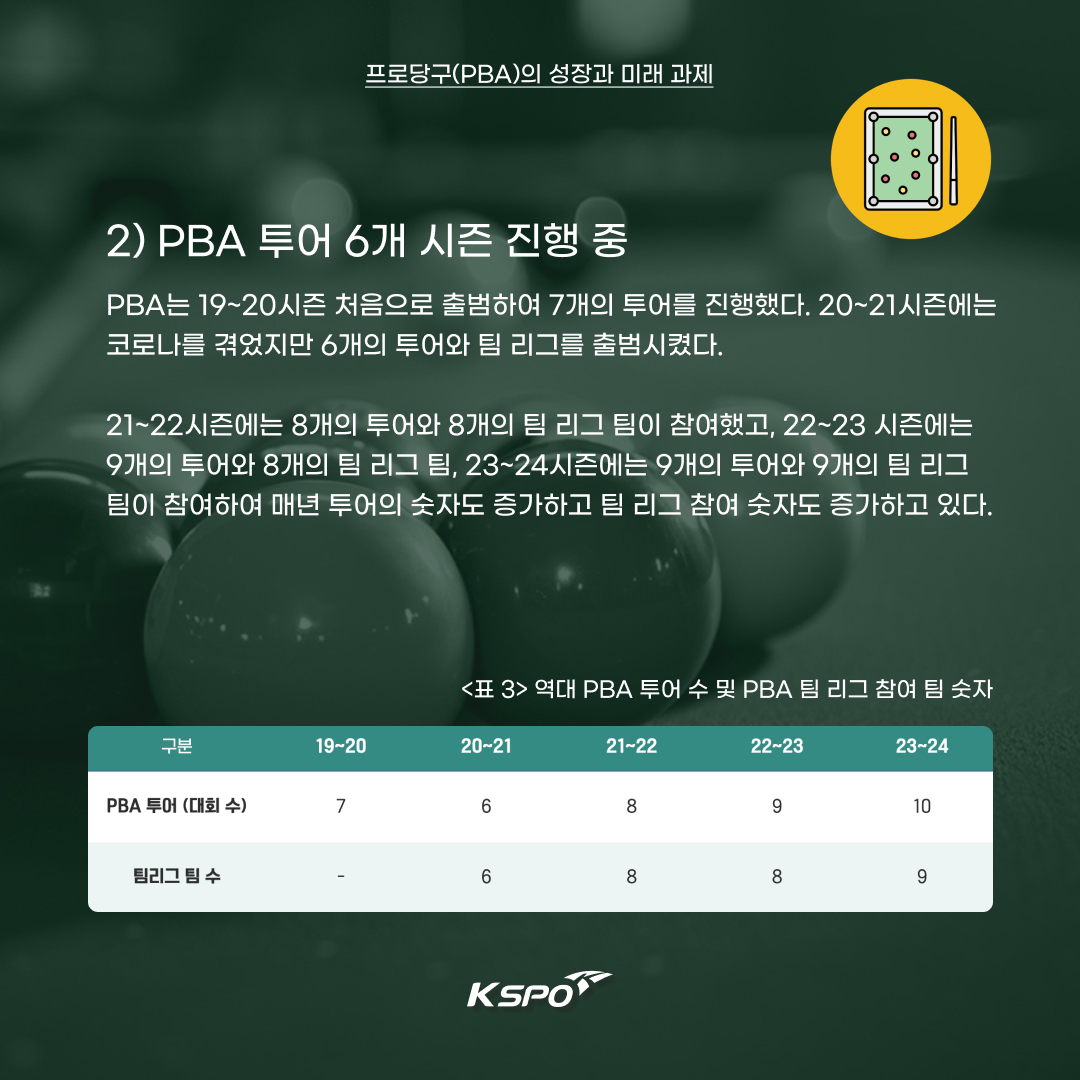 프로당구(PBA)의 성장과 미래 과제
2) PBA 투어 6개 시즌 진행 중
PBA는 19~20시즌 처음으로 출범하여 7개의 투어를 진행했다. 20~21시즌에는
코로나를 겪었지만 6개의 투어와 팀 리그를 출범시켰다.
21~22시즌에는 8개의 투어와 8개의 팀 리그 팀이 참여했고, 22~23 시즌에는
9개의 투어와 8개의 팀 리그 팀, 23~24시즌에는 9개의 투어와 9개의 팀 리그
팀이 참여하여 매년 투어의 숫자도 증가하고 팀 리그 참여 숫자도 증가하고 있다.
<표 3> 역대 PBA 투어 수 및 PBA 팀 리그 참여 팀 숫자
구분 19~20 20~21 21~22 22~23 23~24
PBA 투어 (대회 수) 7 6 8 9 10
팀리그 팀 수 - 6 8 8 9
KSPO